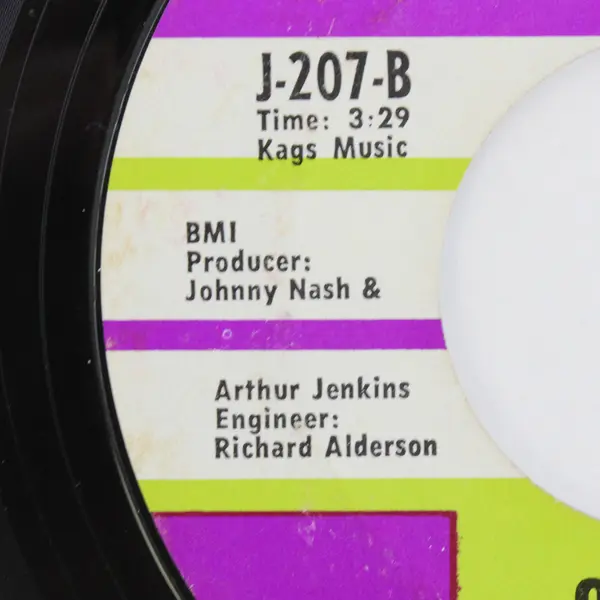 J-207-B
Time: 3:29
Kags Music
BMI
Producer:
Johnny Nash &
Arthur Jenkins
Engineer:
Richard Alderson